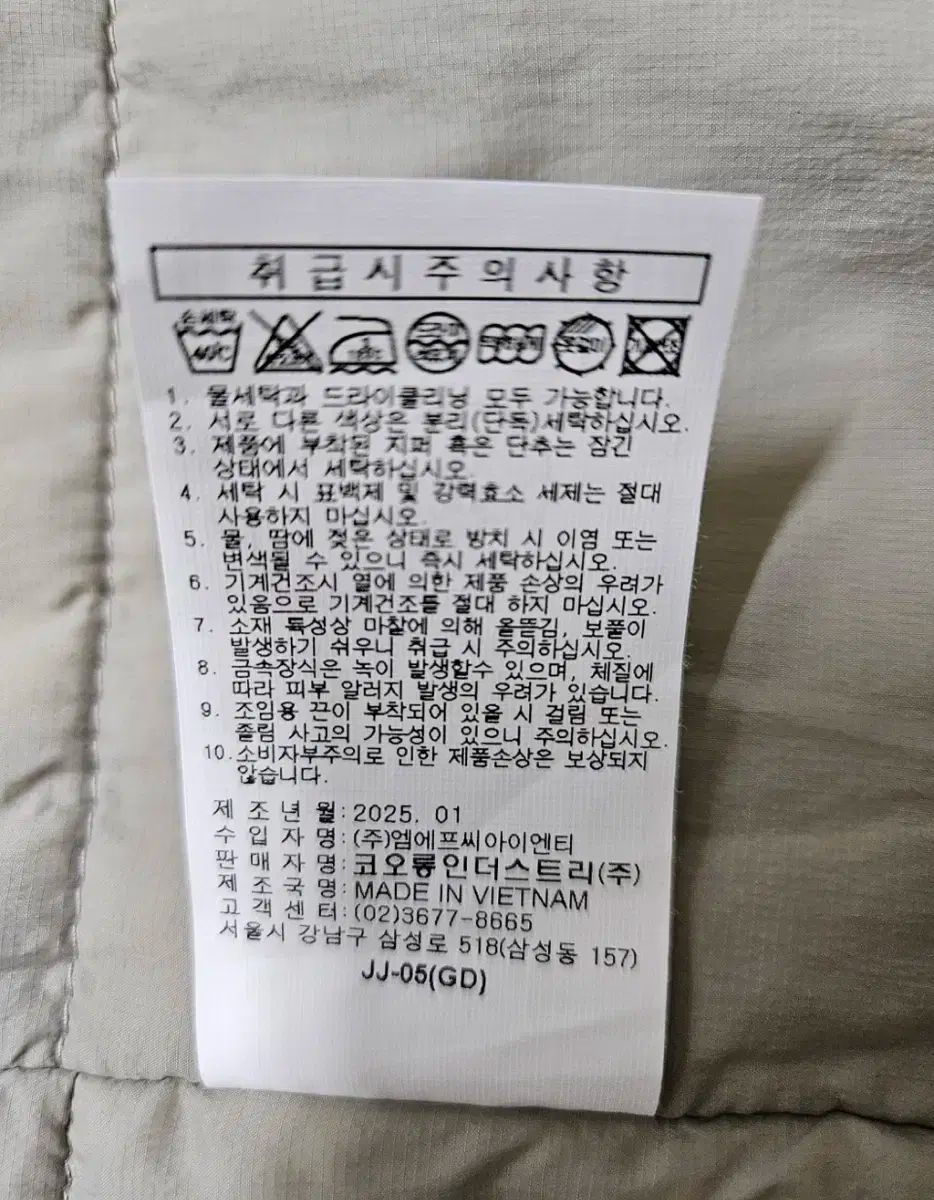 취급시주의사항
손세탁
40℃
1. 물세탁과 드라이클리닝 모두 가능합니다.
2. 서로 다른 색상은 분리(단독)세탁하십시오.
3. 제품에 부착된 지퍼 혹은 단추는 잠긴
상태에서 세탁하십시오.
4. 세탁 시 표백제 및 강력효소 세제는 절대
사용하지 마십시오.
5. 물, 땀에 젖은 상태로 방치 시 이염 또는
변색될 수 있으니 즉시 세탁하십시오.
6. 기계건조시 열에 의한 제품 손상의 우려가
있음으로 기계건조를 절대 하지 마십시오.
7. 소재 특성상 마찰에 의해 올뜯김, 보풀이
발생하기 쉬우니 취급 시 주의하십시오.
8. 금속장식은 녹이 발생할수 있으며, 체질에
따라 피부 알러지 발생의 우려가 있습니다.
9. 조임용 끈이 부착되어 있을 시 걸림 또는
졸림 사고의 가능성이 있으니 주의하십시오.
10.소비자부주의로 인한 제품손상은 보상되지
않습니다.
제 조 년 월: 2025. 01
수 입 자 명: (주)엠에프씨아이엔티
판 매 자 명: 코오롱인더스트리(주)
제 조 국 명: MADE IN VIETNAM
고 객 센 터: (02)3677-8665
서울시 강남구 삼성로 518(삼성동 157)
JJ-05(GD)